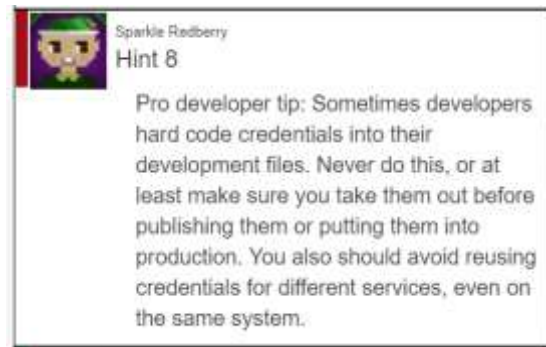 Sparkle Redberry
Hint 8
Pro developer tip: Sometimes developers
hard code credentials into their
development files. Never do this, or at
least make sure you take them out before
publishing them or putting them into
production. You also should avoid reusing
credentials for different services, even on
the same system.